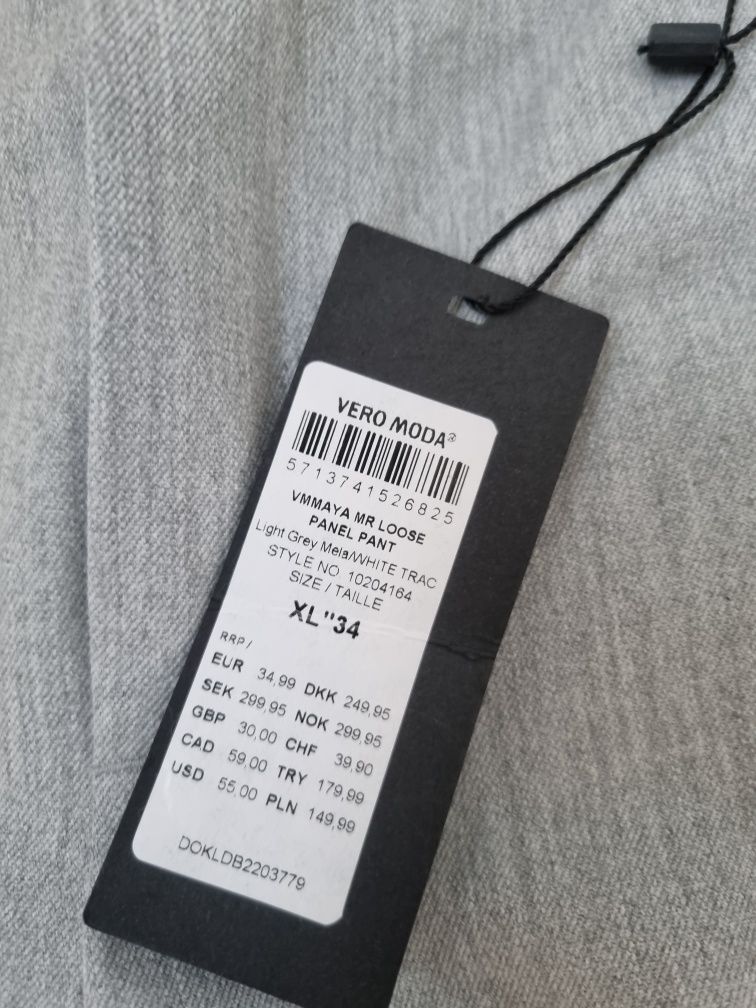 VERO MODA®
5713741526825
VMMAYA MR LOOSE
PANEL PANT
Light Grey Mela/WHITE TRAC
STYLE NO. 10204164
SIZE / TAILLE
XL "34
RRP /
EUR 34,99 DKK 249,95
SEK 299,95 NOK 299,95
GBP 30,00 CHF 39,90
CAD 59,00 TRY 179,99
USD 55,00 PLN 149,99
DOKLDB2203779